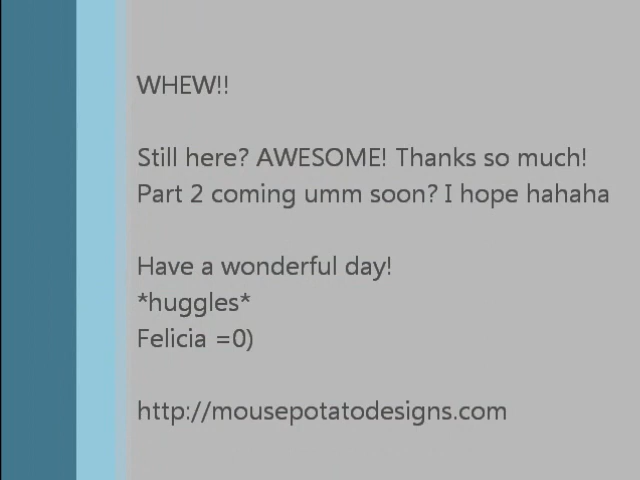 WHEW!!
Still here? AWESOME! Thanks so much!
Part 2 coming umm soon? I hope hahaha
Have a wonderful day!
*huggles*
Felicia =0)
http://mousepotatodesigns.com